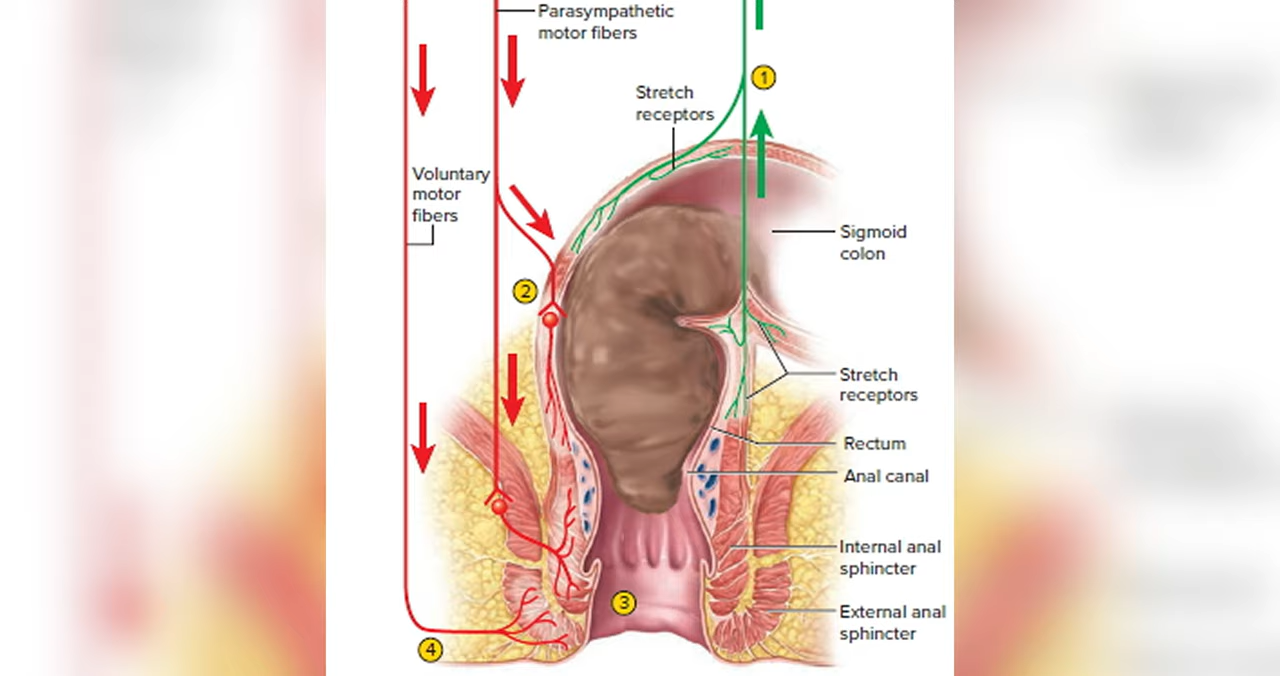 Parasympathetic
motor fibers
1
Stretch
receptors
Voluntary
motor
fibers
Sigmoid
colon
2
Stretch
receptors
Rectum
Anal canal
Internal anal
sphincter
3
External anal
sphincter
4